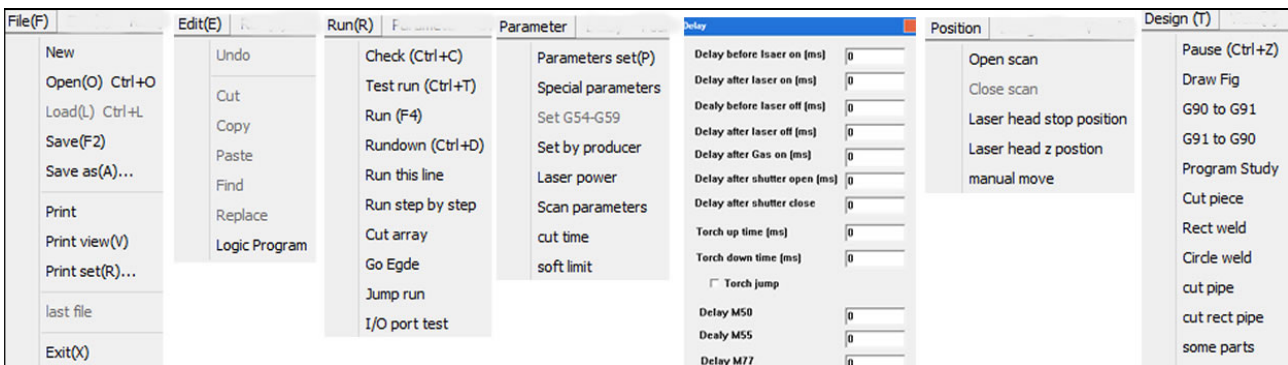 File(F)
New
Open(O) Ctrl+O
Load(L) Ctrl+L
Save(F2)
Save as(A)...
Print
Print view(V)
Print set(R)...
last file
Exit(X)
Edit(E)
Undo
Cut
Copy
Paste
Find
Replace
Logic Program
Run(R)
Check (Ctrl+C)
Test run (Ctrl+T)
Run (F4)
Rundown (Ctrl+D)
Run this line
Run step by step
Cut array
Go Egde
Jump run
I/O port test
Parameter
Parameters set(P)
Special parameters
Set G54-G59
Set by producer
Laser power
Scan parameters
cut time
soft limit
Delay
Delay before lsaer on (ms) 0
Delay after laser on (ms) 0
Dealy before laser off (ms) 0
Delay after laser off (ms) 0
Delay after Gas on (ms) 0
Delay after shutter open (ms) 0
Delay after shutter close 0
Torch up time (ms) 0
Torch down time (ms) 0
Torch jump
Delay M50 0
Dealy M55 0
Delay M77 0
Position
Open scan
Close scan
Laser head stop position
Laser head z postion
manual move
Design (T)
Pause (Ctrl+Z)
Draw Fig
G90 to G91
G91 to G90
Program Study
Cut piece
Rect weld
Circle weld
cut pipe
cut rect pipe
some parts